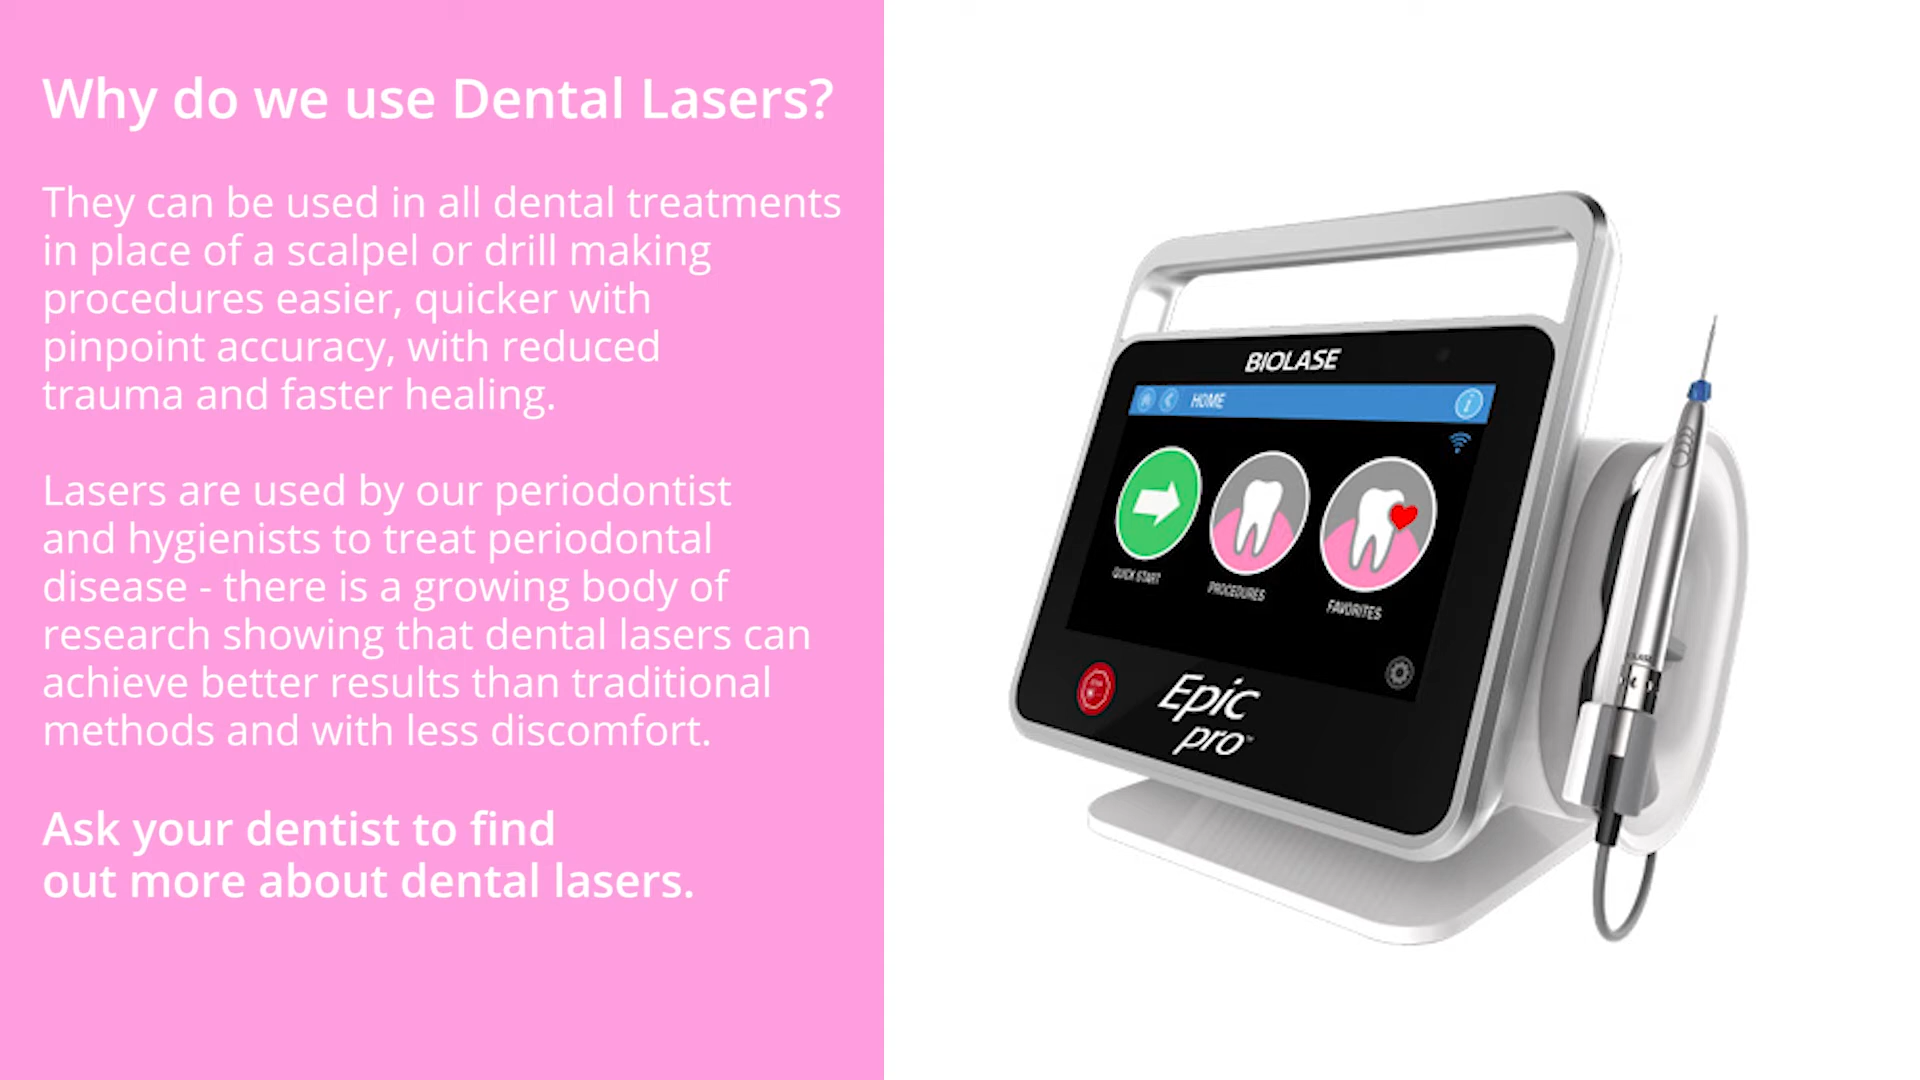 Why do we use Dental Lasers?
They can be used in all dental treatments
in place of a scalpel or drill making
procedures easier, quicker with
pinpoint accuracy, with reduced
trauma and faster healing.
Lasers are used by our periodontist
and hygienists to treat periodontal
disease - there is a growing body of
research showing that dental lasers can
achieve better results than traditional
methods and with less discomfort.
Ask your dentist to find
out more about dental lasers.
BIOLASE
HOME
QUICK START
PROCEDURES
FAVORITES
Epic
pro™